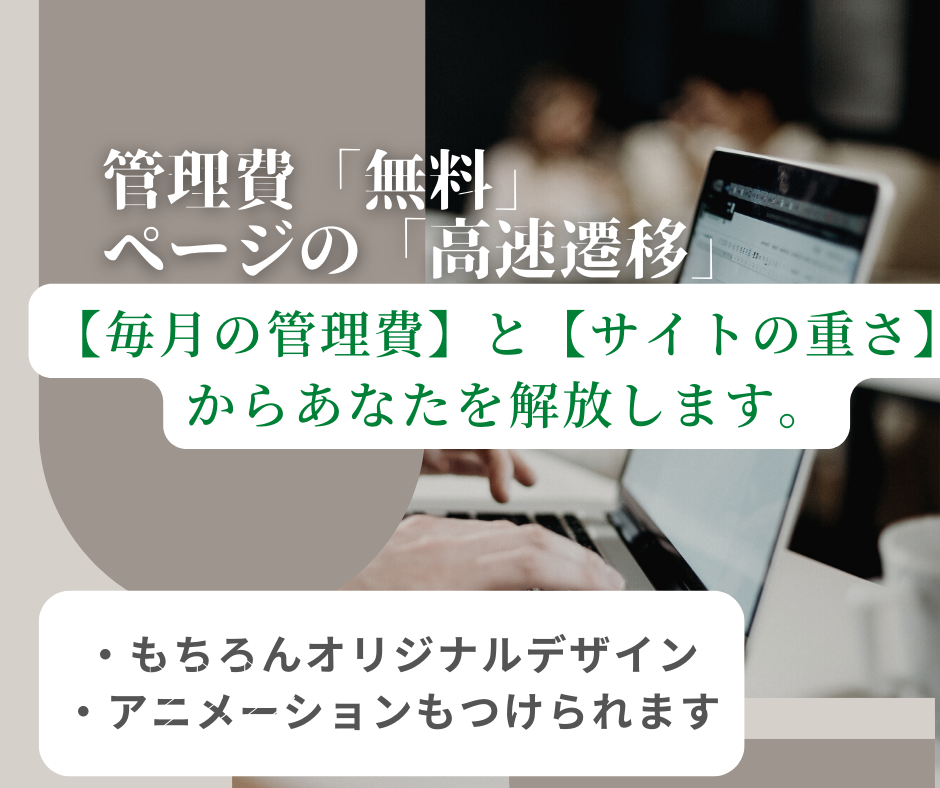 管理費「無料」
ページの「高速遷移」
【毎月の管理費】と【サイトの重さ】
からあなたを解放します。
・もちろんオリジナルデザイン
・アニメーションもつけられます